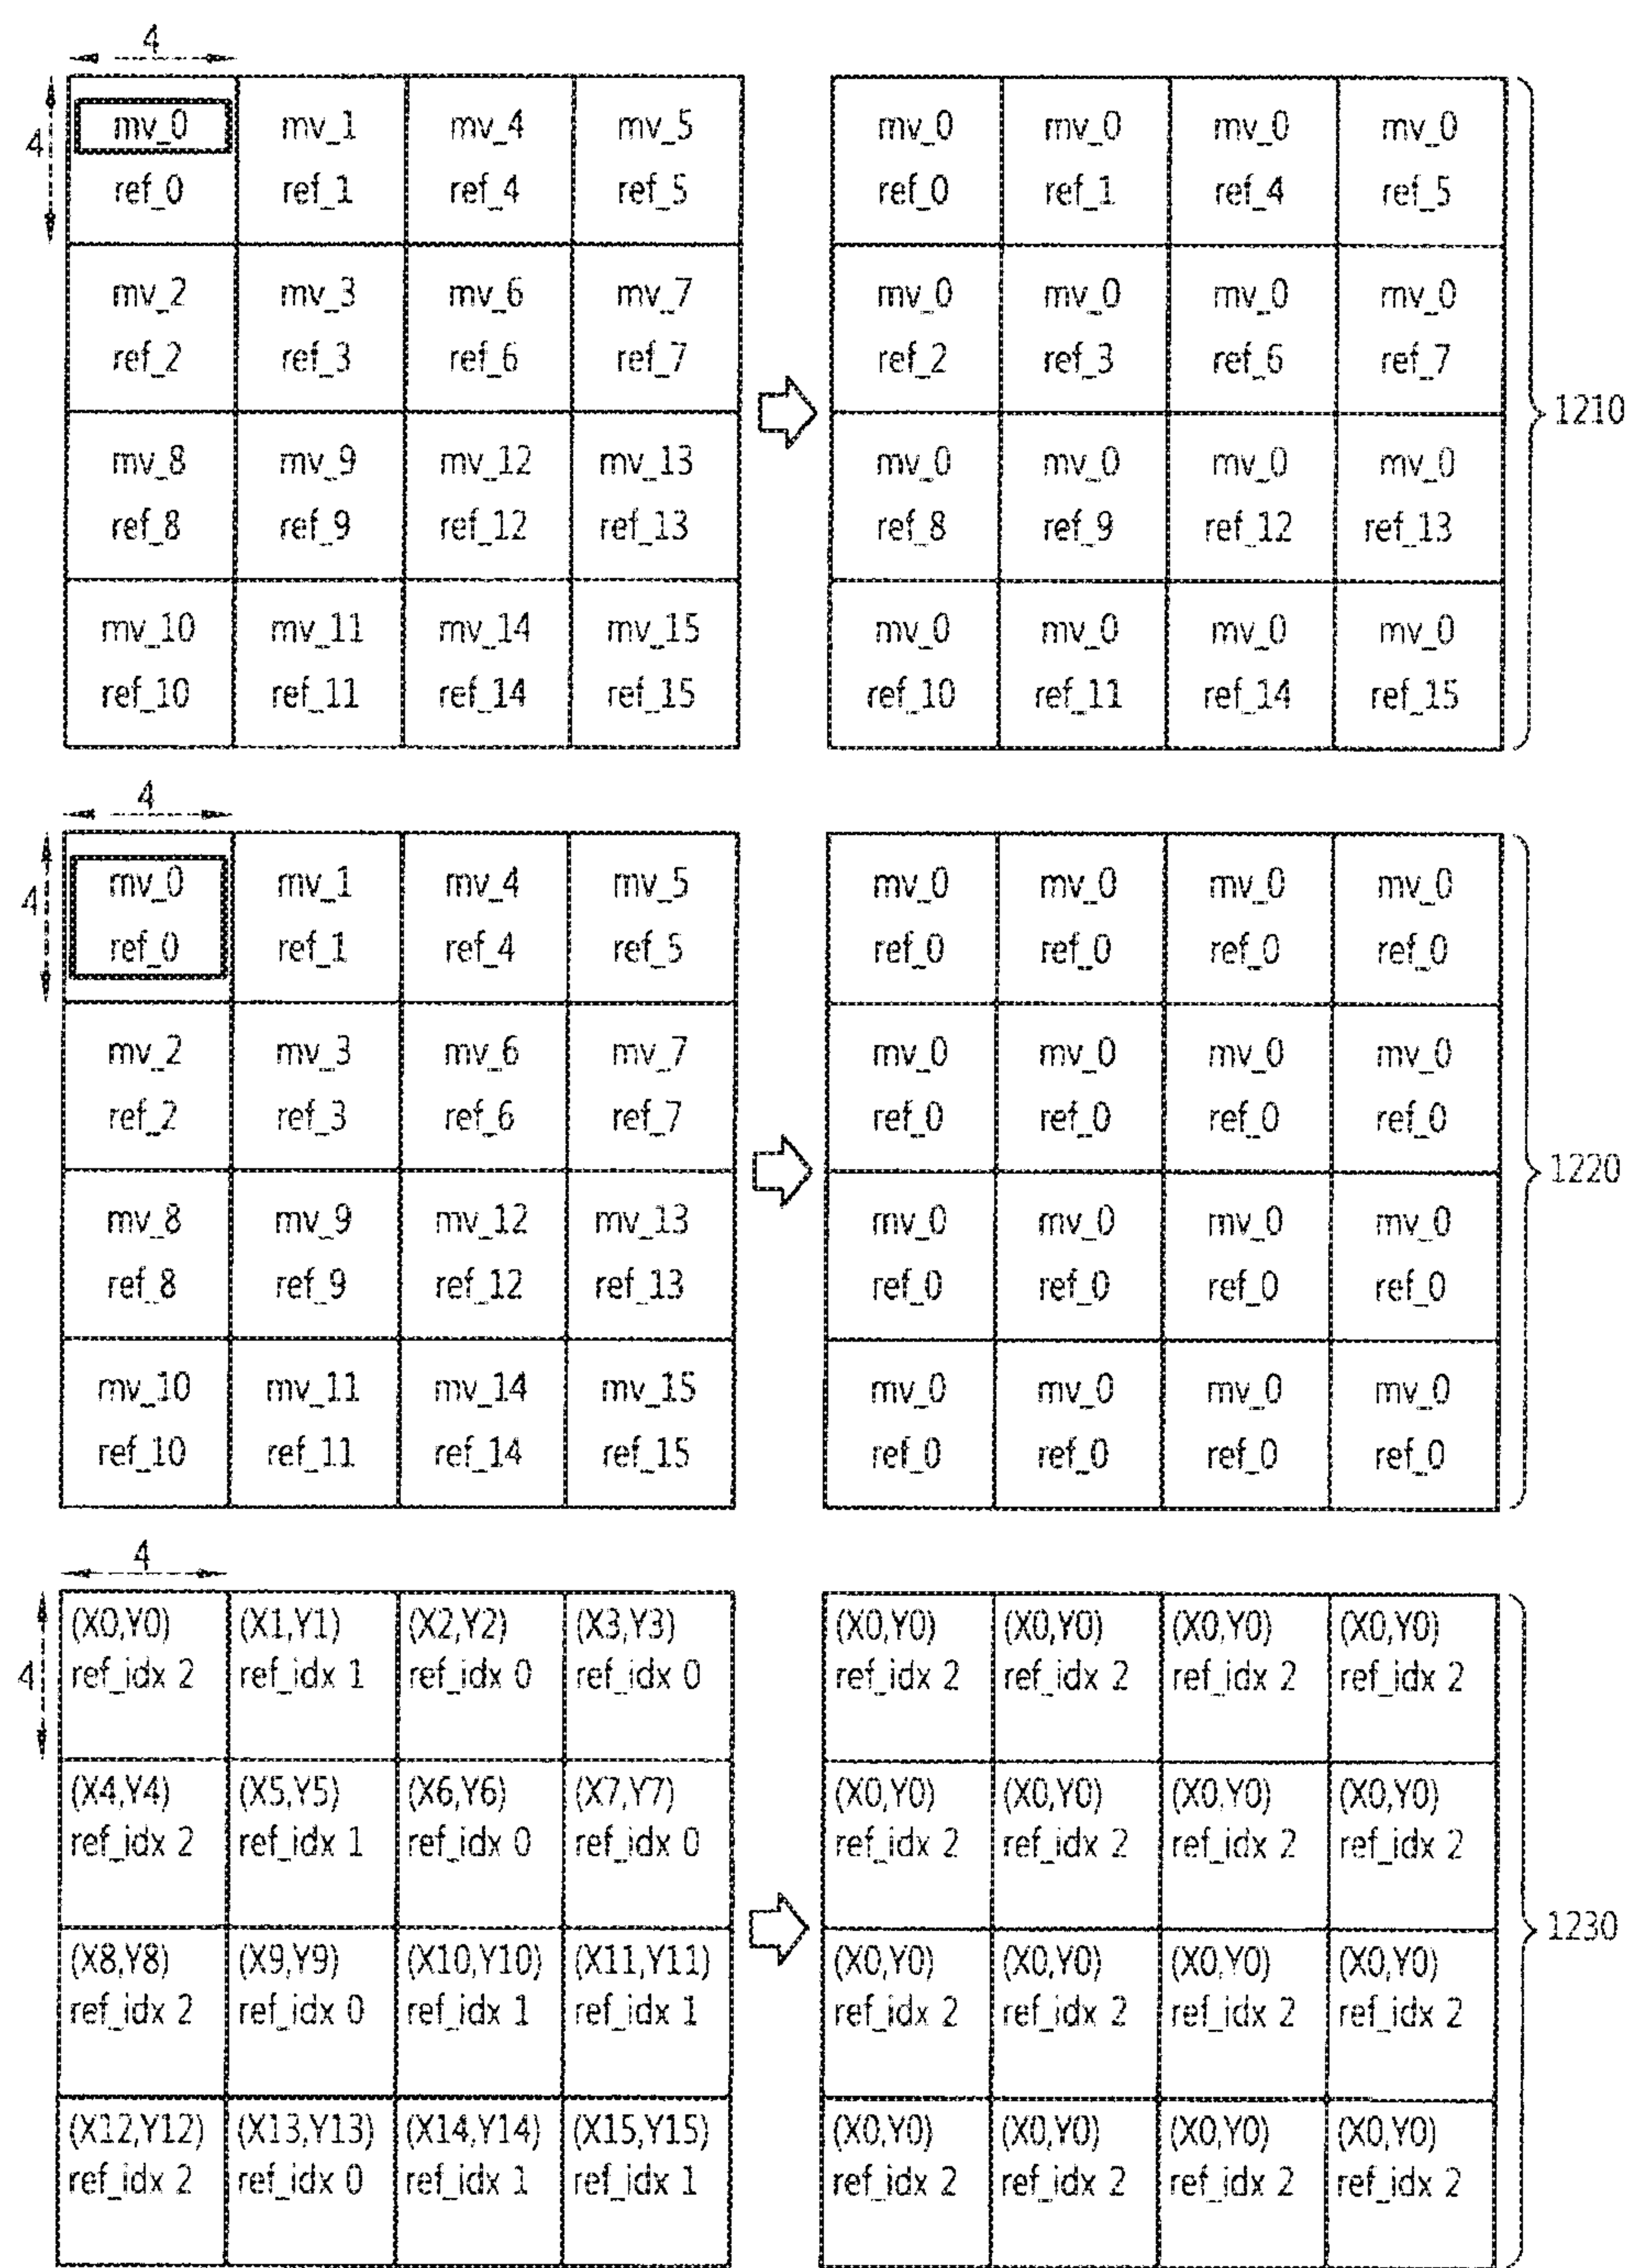 4
4
mv_0 mv_1 mv_4 mv_5 mv_0 mv_0 mv_0 mv_0
ref_0 ref_1 ref_4 ref_5 ref_0 ref_1 ref_4 ref_5
mv_2 mv_3 mv_6 mv_7 mv_0 mv_0 mv_0 mv_0
ref_2 ref_3 ref_6 ref_7 ref_2 ref_3 ref_6 ref_7
1210
mv_8 mv_9 mv_12 mv_13 mv_0 mv_0 mv_0 mv_0
ref_8 ref_9 ref_12 ref_13 ref_8 ref_9 ref_12 ref_13
mv_10 mv_11 mv_14 mv_15 mv_0 mv_0 mv_0 mv_0
ref_10 ref_11 ref_14 ref_15 ref_10 ref_11 ref_14 ref_15
4
4
mv_0 mv_1 mv_4 mv_5 mv_0 mv_0 mv_0 mv_0
ref_0 ref_1 ref_4 ref_5 ref_0 ref_0 ref_0 ref_0
mv_2 mv_3 mv_6 mv_7 mv_0 mv_0 mv_0 mv_0
ref_2 ref_3 ref_6 ref_7 ref_0 ref_0 ref_0 ref_0
1220
mv_8 mv_9 mv_12 mv_13 mv_0 mv_0 mv_0 mv_0
ref_8 ref_9 ref_12 ref_13 ref_0 ref_0 ref_0 ref_0
mv_10 mv_11 mv_14 mv_15 mv_0 mv_0 mv_0 mv_0
ref_10 ref_11 ref_14 ref_15 ref_0 ref_0 ref_0 ref_0
4
4
(X0,Y0) (X1,Y1) (X2,Y2) (X3,Y3) (X0,Y0) (X0,Y0) (X0,Y0) (X0,Y0)
ref_idx 2 ref_idx 1 ref_idx 0 ref_idx 0 ref_idx 2 ref_idx 2 ref_idx 2 ref_idx 2
(X4,Y4) (X5,Y5) (X6,Y6) (X7,Y7) (X0,Y0) (X0,Y0) (X0,Y0) (X0,Y0)
ref_idx 2 ref_idx 1 ref_idx 0 ref_idx 0 ref_idx 2 ref_idx 2 ref_idx 2 ref_idx 2
1230
(X8,Y8) (X9,Y9) (X10,Y10) (X11,Y11) (X0,Y0) (X0,Y0) (X0,Y0) (X0,Y0)
ref_idx 2 ref_idx 0 ref_idx 1 ref_idx 1 ref_idx 2 ref_idx 2 ref_idx 2 ref_idx 2
(X12,Y12) (X13,Y13) (X14,Y14) (X15,Y15) (X0,Y0) (X0,Y0) (X0,Y0) (X0,Y0)
ref_idx 2 ref_idx 0 ref_idx 1 ref_idx 1 ref_idx 2 ref_idx 2 ref_idx 2 ref_idx 2